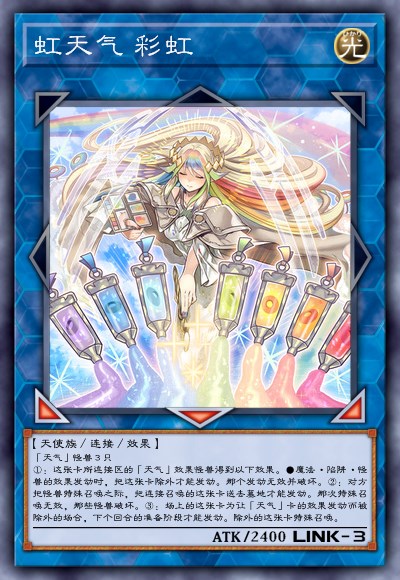 虹天气 彩虹
ひかり
光
【天使族/连接/效果】
「天气」怪兽3只
①：这张卡所连接区的「天气」效果怪兽得到以下效果。●魔法·陷阱·怪
兽的效果发动时，把这张卡除外才能发动。那个发动无效并破坏。②：对方
把怪兽特殊召唤之际，把连接召唤的这张卡送去墓地才能发动。那次特殊召
唤无效，那些怪兽破坏。③：场上的这张卡为让「天气」卡的效果发动而被
除外的场合，下个回合的准备阶段才能发动。除外的这张卡特殊召唤。
ATK/2400 LINK-3